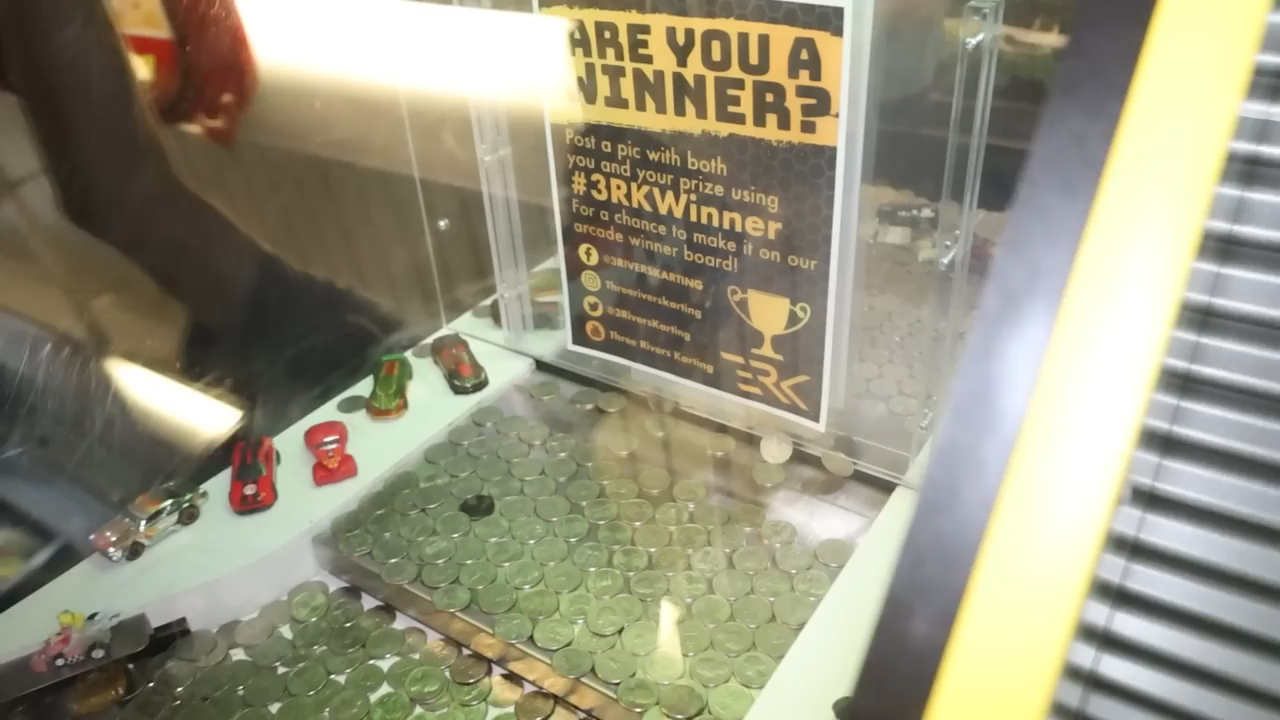 ARE YOU A
WINNER?
Post a pic with both
you and your prize using
#3RKWinner
For a chance to make it on our
arcade winner board!
@3RIVERSKARTING
Threeriverskarting
@3RiversKarting
Three Rivers Karting
3RK